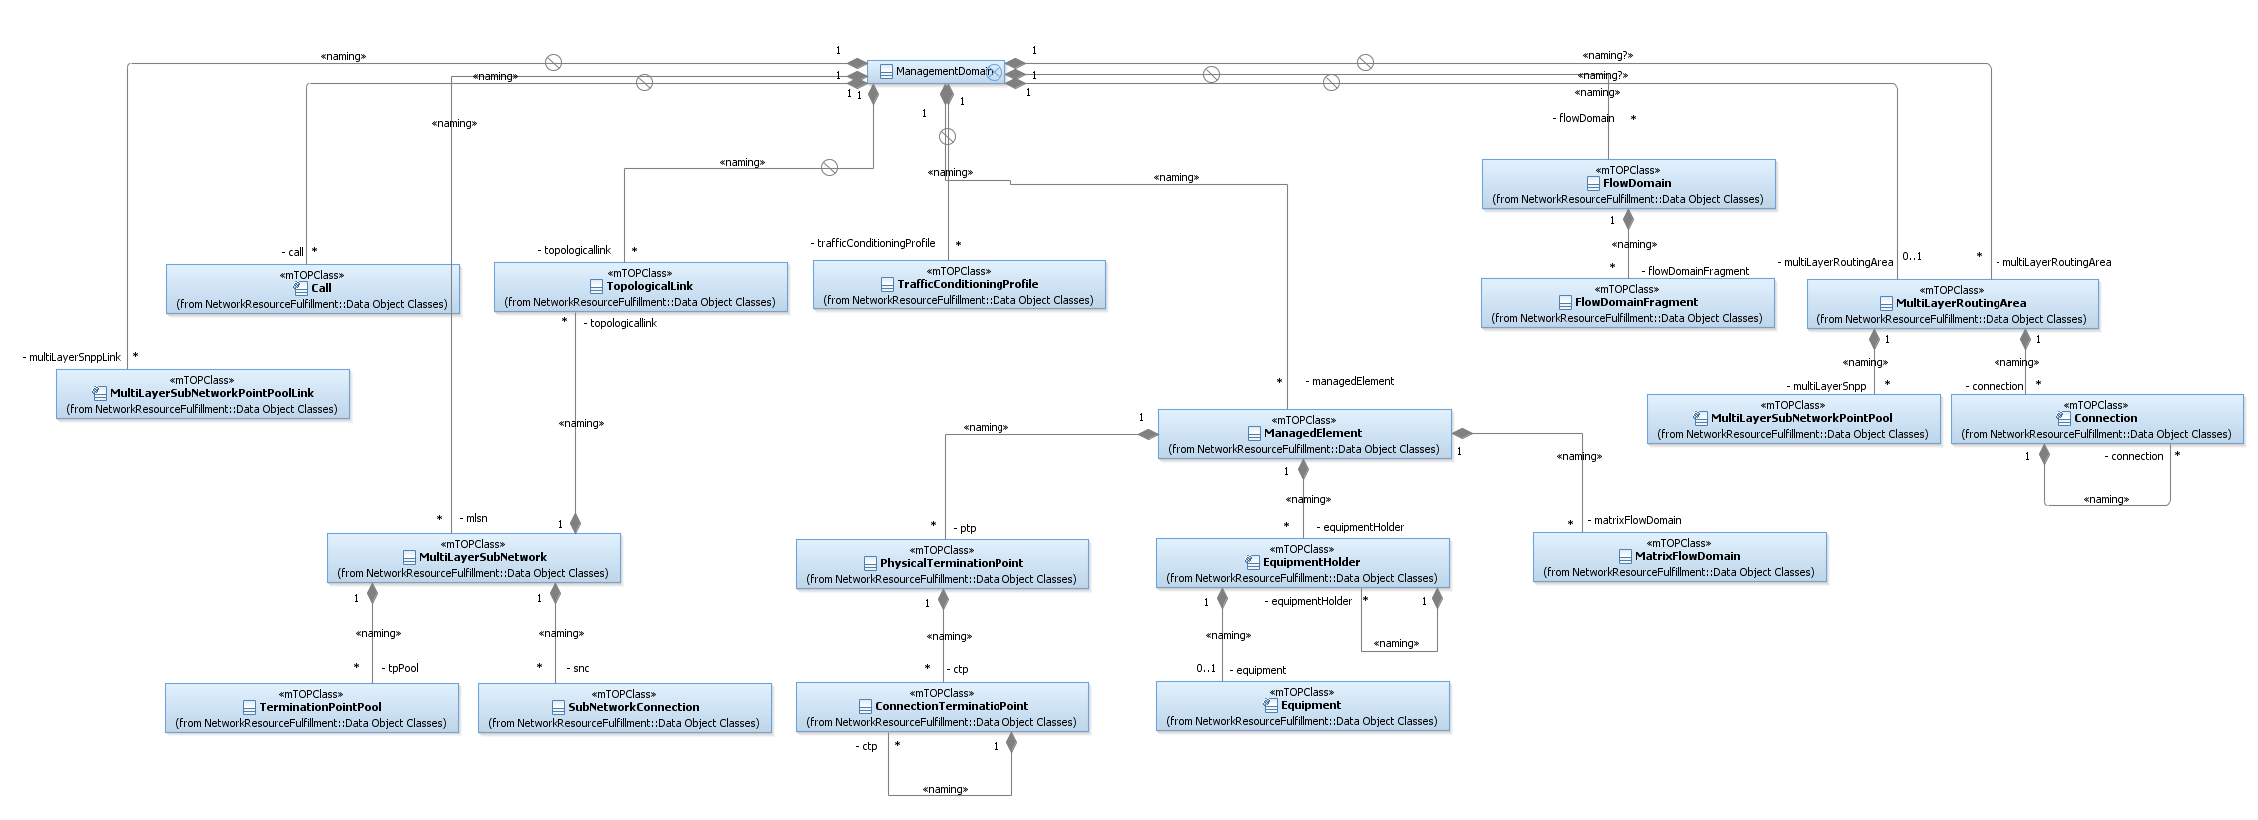 ManagementDomain
«naming»
1
- multiLayerSnppLink
*
«mTOPClass»
MultiLayerSubNetworkPointPoolLink
(from NetworkResourceFulfillment::Data Object Classes)
«naming»
1
- call
*
«mTOPClass»
Call
(from NetworkResourceFulfillment::Data Object Classes)
«naming»
1
*
- mlsn
«mTOPClass»
MultiLayerSubNetwork
(from NetworkResourceFulfillment::Data Object Classes)
1
«naming»
- topologicallink
*
«mTOPClass»
TopologicalLink
(from NetworkResourceFulfillment::Data Object Classes)
*
- topologicallink
«naming»
1
1
«naming»
*
- tpPool
«mTOPClass»
TerminationPointPool
(from NetworkResourceFulfillment::Data Object Classes)
1
«naming»
*
- snc
«mTOPClass»
SubNetworkConnection
(from NetworkResourceFulfillment::Data Object Classes)
1
«naming»
- trafficConditioningProfile
*
«mTOPClass»
TrafficConditioningProfile
(from NetworkResourceFulfillment::Data Object Classes)
1
«naming»
*
- managedElement
«mTOPClass»
ManagedElement
(from NetworkResourceFulfillment::Data Object Classes)
1
«naming»
*
- ptp
«mTOPClass»
PhysicalTerminationPoint
(from NetworkResourceFulfillment::Data Object Classes)
1
«naming»
*
- ctp
«mTOPClass»
ConnectionTerminatioPoint
(from NetworkResourceFulfillment::Data Object Classes)
- ctp
*
1
«naming»
1
«naming»
*
- equipmentHolder
«mTOPClass»
EquipmentHolder
(from NetworkResourceFulfillment::Data Object Classes)
- equipmentHolder
*
1
«naming»
1
«naming»
0..1
- equipment
«mTOPClass»
Equipment
(from NetworkResourceFulfillment::Data Object Classes)
1
«naming»
*
- matrixFlowDomain
«mTOPClass»
MatrixFlowDomain
(from NetworkResourceFulfillment::Data Object Classes)
1
«naming?»
1
«naming?»
1
«naming»
- flowDomain
*
«mTOPClass»
FlowDomain
(from NetworkResourceFulfillment::Data Object Classes)
1
«naming»
*
- flowDomainFragment
«mTOPClass»
FlowDomainFragment
(from NetworkResourceFulfillment::Data Object Classes)
- multiLayerRoutingArea
0..1
*
- multiLayerRoutingArea
«mTOPClass»
MultiLayerRoutingArea
(from NetworkResourceFulfillment::Data Object Classes)
1
«naming»
- multiLayerSnpp
*
«mTOPClass»
MultiLayerSubNetworkPointPool
(from NetworkResourceFulfillment::Data Object Classes)
1
«naming»
- connection
*
«mTOPClass»
Connection
(from NetworkResourceFulfillment::Data Object Classes)
1
- connection
*
«naming»